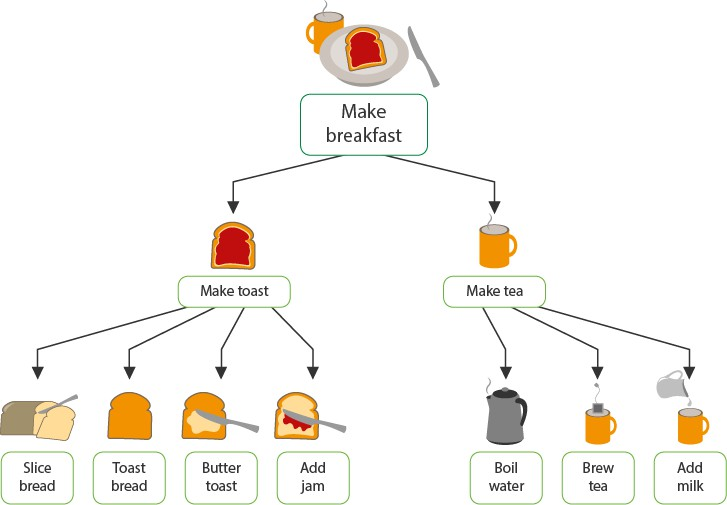 Make
breakfast
Make toast
Make tea
Slice
bread
Toast
bread
Butter
toast
Add
jam
Boil
water
Brew
tea
Add
milk